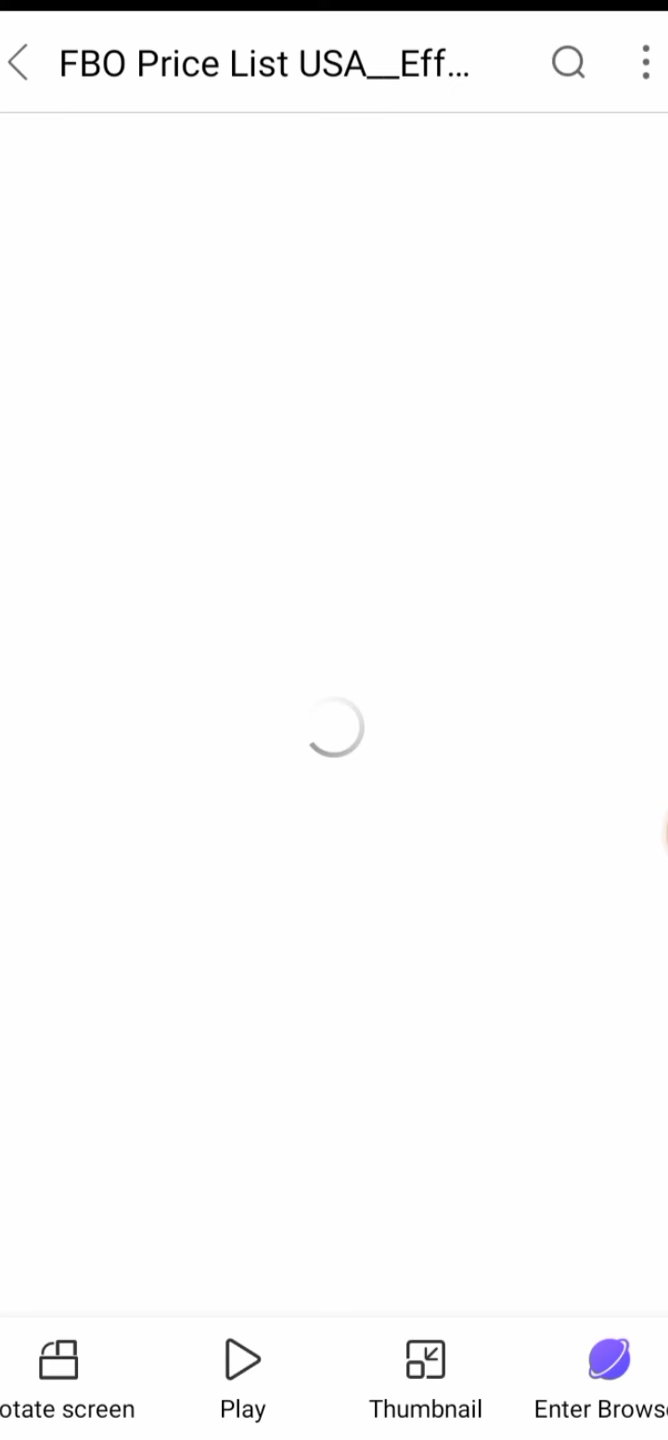 FBO Price List USA__Eff...
otate screen
Play
Thumbnail
Enter Brows